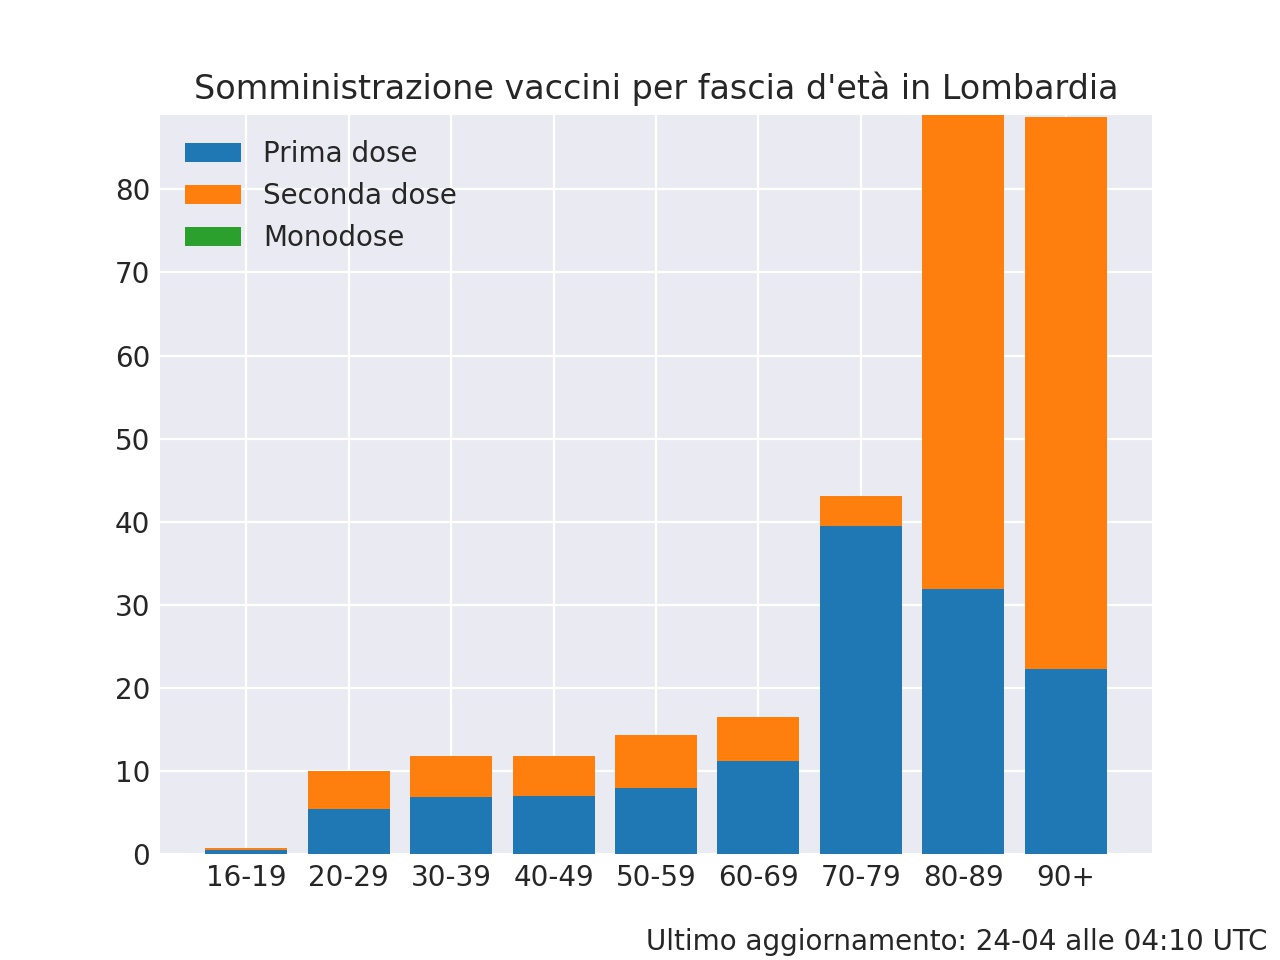 Somministrazione vaccini per fascia d'età in Lombardia
Prima dose
Seconda dose
Monodose
80
70
60
50
40
30
20
10
0
16-19 20-29 30-39 40-49 50-59 60-69 70-79 80-89 90+
Ultimo aggiornamento: 24-04 alle 04:10 UTC